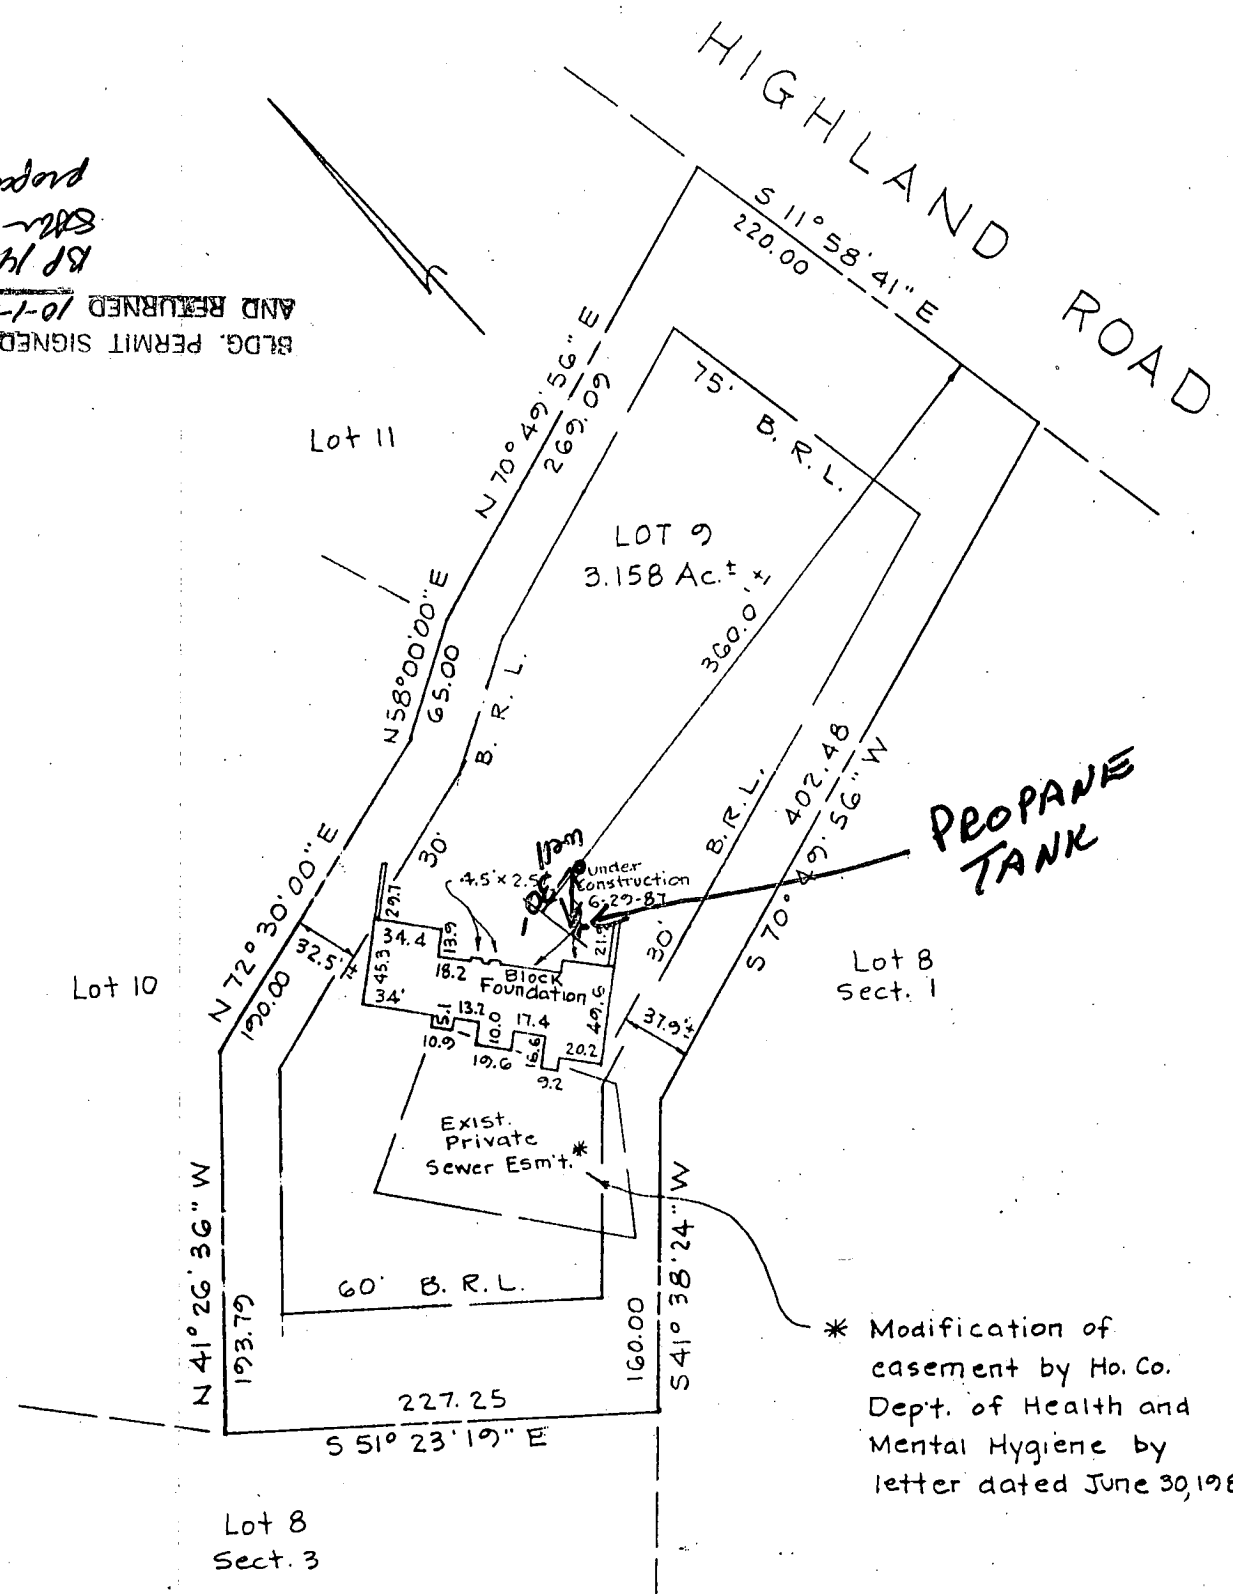 HIGHLAND ROAD
S 11° 58' 41" E
220.00
BLDG. PERMIT SIGNED
AND RETURNED 10-1-
BP 14
N 70° 49' 56" E
269.09
75' B. R. L.
Lot 11
LOT 9
3.158 Ac.±
360.0'±
N 58° 00' 00" E
65.00
B. R. L.
30'
402.48
S 70° 49' 56" W
B. R. L.
30'
PROPANE
TANK
Well
30'
4.5' x 2.5'
under
construction
6-29-87
N 72° 30' 00" E
190.00
32.5'±
29.7
34.4
13.9
45.3
18.2
Block
Foundation
34'
5.1
13.2
10.0
17.4
49.6
10.9
19.6
16.6
20.2
9.2
37.9'±
Lot 10
Lot 8
Sect. 1
Exist.
Private
Sewer Esm't. *
N 41° 26' 36" W
193.79
60' B. R. L.
160.00
S 41° 38' 24" W
227.25
S 51° 23' 19" E
* Modification of
easement by Ho. Co.
Dep't. of Health and
Mental Hygiene by
letter dated June 30, 198
Lot 8
Sect. 3